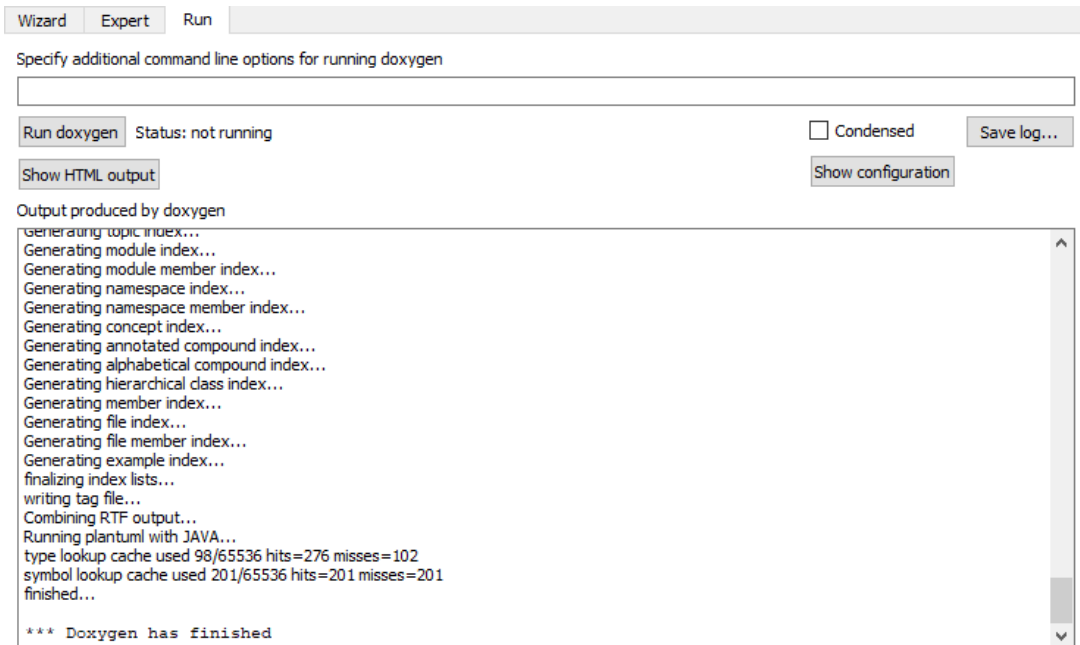 Wizard Expert Run
Specify additional command line options for running doxygen
Run doxygen Status: not running Condensed Save log...
Show HTML output Show configuration
Output produced by doxygen
Generating topic index...
Generating module index...
Generating module member index...
Generating namespace index...
Generating namespace member index...
Generating concept index...
Generating annotated compound index...
Generating alphabetical compound index...
Generating hierarchical class index...
Generating member index...
Generating file index...
Generating file member index...
Generating example index...
finalizing index lists...
writing tag file...
Combining RTF output...
Running plantuml with JAVA...
type lookup cache used 98/65536 hits=276 misses=102
symbol lookup cache used 201/65536 hits=201 misses=201
finished...
*** Doxygen has finished